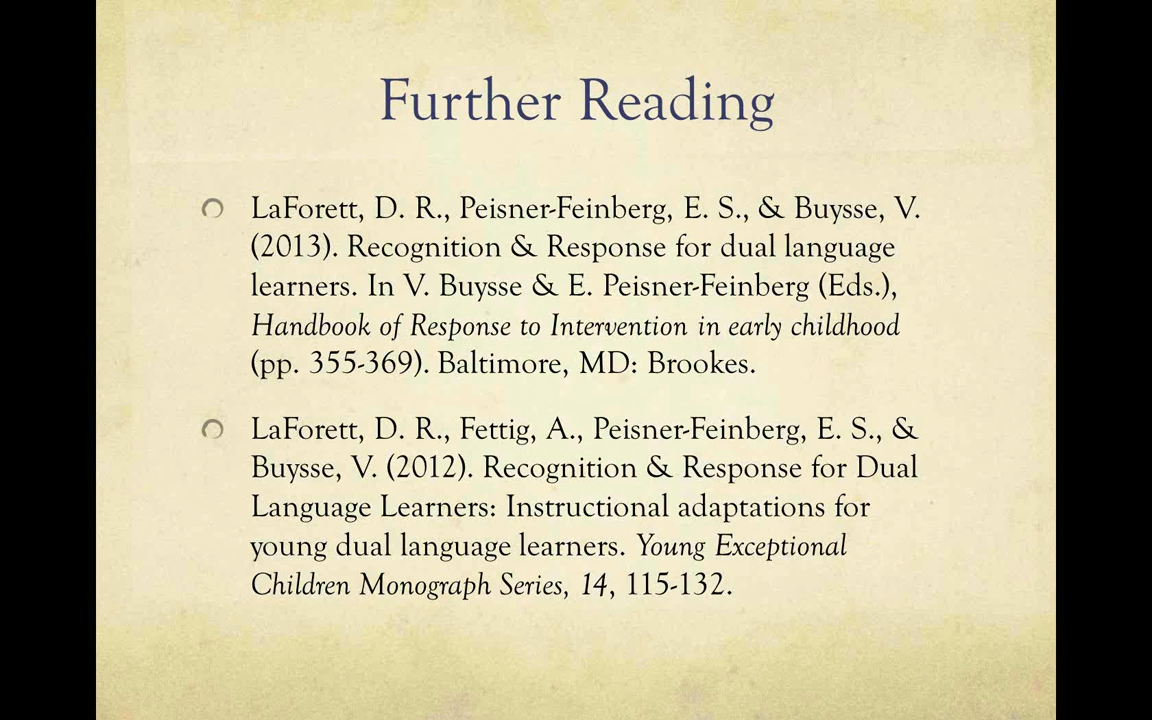 Further Reading
LaForett, D. R., Peisner-Feinberg, E. S., & Buysse, V.
(2013). Recognition & Response for dual language
learners. In V. Buysse & E. Peisner-Feinberg (Eds.),
Handbook of Response to Intervention in early childhood
(pp. 355-369). Baltimore, MD: Brookes.
LaForett, D. R., Fettig, A., Peisner-Feinberg, E. S., &
Buysse, V. (2012). Recognition & Response for Dual
Language Learners: Instructional adaptations for
young dual language learners. Young Exceptional
Children Monograph Series, 14, 115-132.